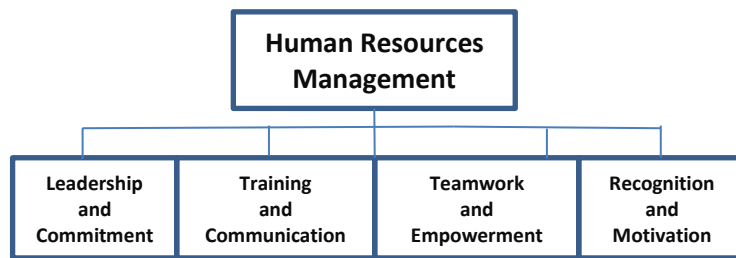 Human Resources
Management
Leadership
and
Commitment
Training
and
Communication
Teamwork
and
Empowerment
Recognition
and
Motivation